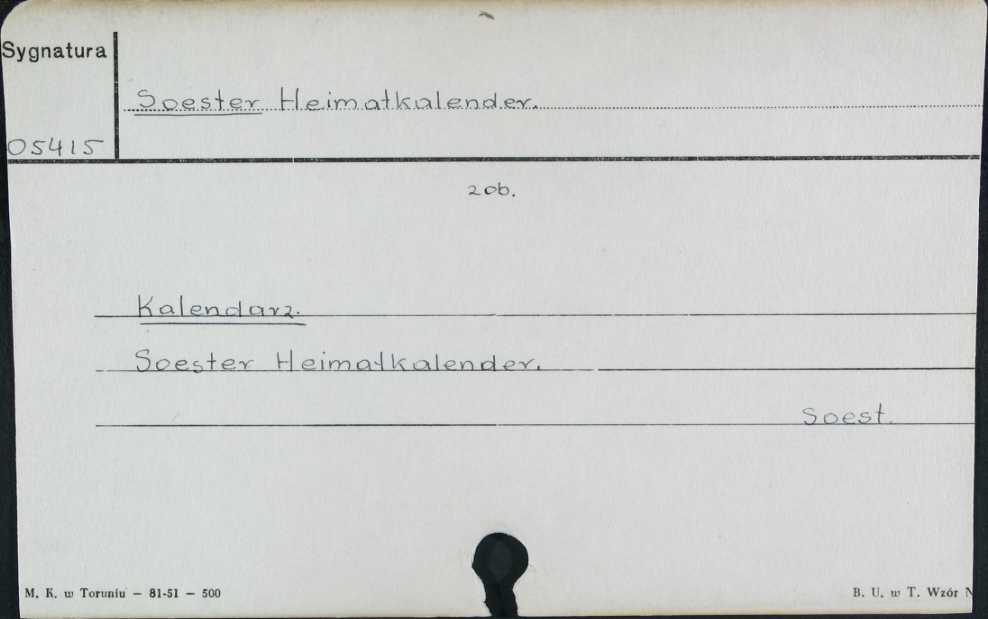 Sygnatura
Soester Heimatkalender.
05415
zob.
Kalendarz.
Soester Heimatkalender.
Soest.
M. K. w Toruniu – 81-51 – 500
B. U. w T. Wzór